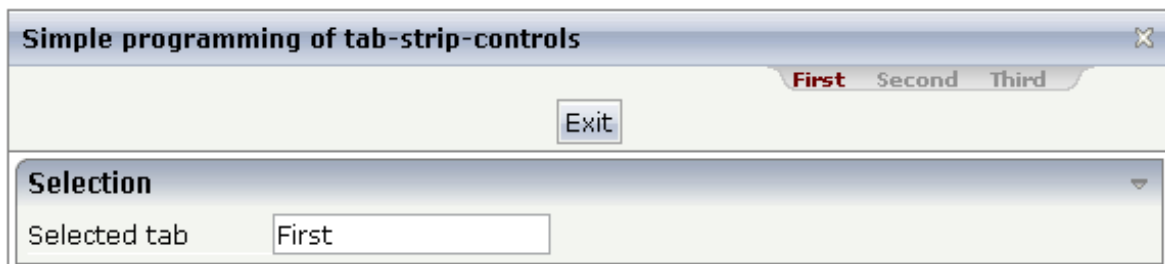 Simple programming of tab-strip-controls
First Second Third
Exit
Selection
Selected tab First